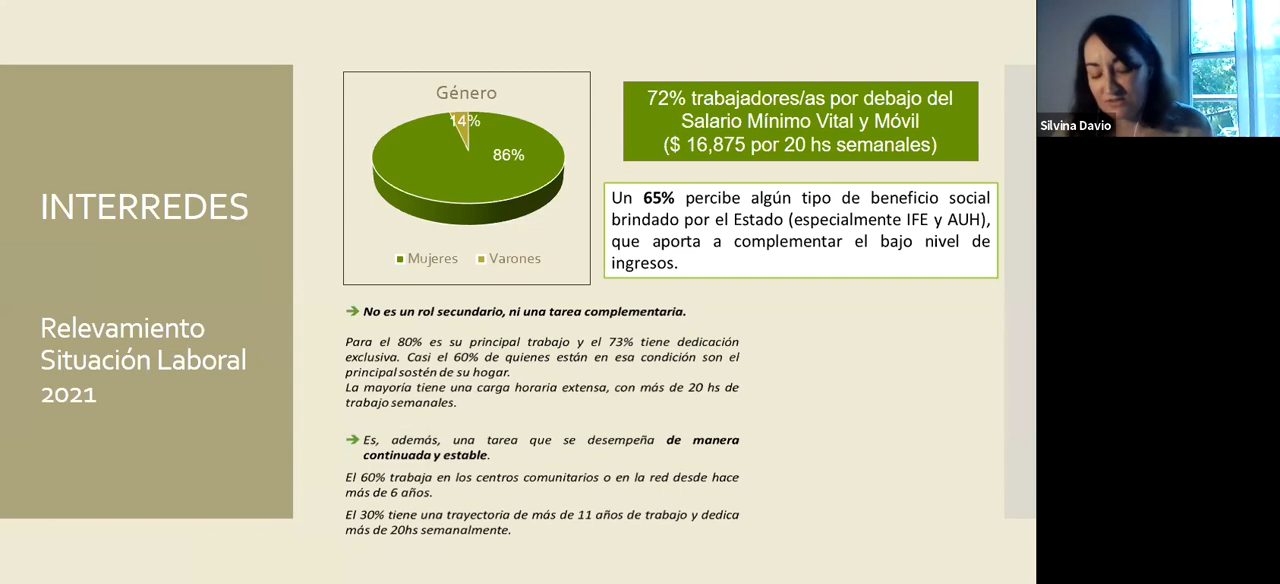 INTERREDES
Relevamiento
Situación Laboral
2021
Género
14%
86%
Mujeres
Varones
72% trabajadores/as por debajo del
Salario Mínimo Vital y Móvil
($ 16,875 por 20 hs semanales)
Un 65% percibe algún tipo de beneficio social
brindado por el Estado (especialmente IFE y AUH),
que aporta a complementar el bajo nivel de
ingresos.
No es un rol secundario, ni una tarea complementaria.
Para el 80% es su principal trabajo y el 73% tiene dedicación
exclusiva. Casi el 60% de quienes están en esa condición son el
principal sostén de su hogar.
La mayoría tiene una carga horaria extensa, con más de 20 hs de
trabajo semanales.
Es, además, una tarea que se desempeña de manera
continuada y estable.
El 60% trabaja en los centros comunitarios o en la red desde hace
más de 6 años.
El 30% tiene una trayectoria de más de 11 años de trabajo y dedica
más de 20hs semanalmente.
Silvina Davio